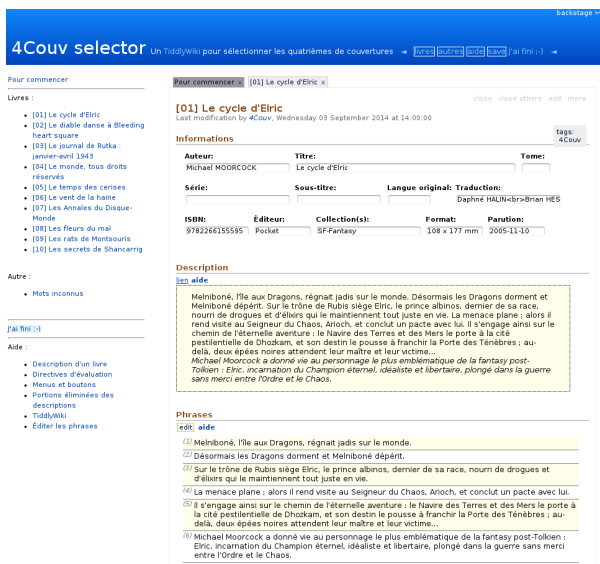 backstage ↩
4Couv selector Un TiddlyWiki pour sélectionner les quatrièmes de couvertures ◄ livres autres aide save J'ai fini ;-) ◄
Pour commencer
Livres :
[01] Le cycle d'Elric
[02] Le diable danse à Bleeding
heart square
[03] Le journal de Rutka :
janvier-avril 1943
[04] Le monde, tous droits
réservés
[05] Le temps des cerises
[06] Le vent de la haine
[07] Les Annales du Disque-
Monde
[08] Les fleurs du mal
[09] Les rats de Montsouris
[10] Les secrets de Shancarrig
Autre :
Mots inconnus
J'ai fini ;-)
Aide :
Description d'un livre
Directives d'évaluation
Menus et boutons
Portions éliminées des
descriptions
TiddlyWiki
Éditer les phrases
Pour commencer × [01] Le cycle d'Elric ×
close close others edit more
[01] Le cycle d'Elric
Last modification by 4Couv, Wednesday 03 September 2014 at 14:00:00
tags:
4Couv
Informations
Auteur: Titre: Tome:
Michael MOORCOCK Le cycle d'Elric
Série: Sous-titre: Langue original: Traduction:
Daphné HALIN<br>Brian HES
ISBN: Éditeur: Collection(s): Format: Parution:
9782266155595 Pocket SF-Fantasy 108 x 177 mm 2005-11-10
Description
lien aide
Melniboné, l'île aux Dragons, régnait jadis sur le monde. Désormais les Dragons dorment et
Melniboné dépérit. Sur le trône de Rubis siège Elric, le prince albinos, dernier de sa race,
nourri de drogues et d'élixirs qui le maintiennent tout juste en vie. La menace plane ; alors il
rend visite au Seigneur du Chaos, Arioch, et conclut un pacte avec lui. Il s'engage ainsi sur le
chemin de l'éternelle aventure : le Navire des Terres et des Mers le porte à la cité
pestilentielle de Dhozkam, et son destin le pousse à franchir la Porte des Ténèbres ; au-
delà, deux épées noires attendent leur maître et leur victime...
Michael Moorcock a donné vie au personnage le plus emblématique de la fantasy post-
Tolkien : Elric, incarnation du Champion éternel, idéaliste et libertaire, plongé dans la guerre
sans merci entre l'Ordre et le Chaos.
Phrases
edit aide
(1) Melniboné, l'île aux Dragons, régnait jadis sur le monde.
(2) Désormais les Dragons dorment et Melniboné dépérit.
(3) Sur le trône de Rubis siège Elric, le prince albinos, dernier de sa race, nourri de drogues et
d'élixirs qui le maintiennent tout juste en vie.
(4) La menace plane ; alors il rend visite au Seigneur du Chaos, Arioch, et conclut un pacte avec lui.
(5) Il s'engage ainsi sur le chemin de l'éternelle aventure : le Navire des Terres et des Mers le porte à
la cité pestilentielle de Dhozkam, et son destin le pousse à franchir la Porte des Ténèbres ; au-
delà, deux épées noires attendent leur maître et leur victime...
(6) Michael Moorcock a donné vie au personnage le plus emblématique de la fantasy post-Tolkien :
Elric, incarnation du Champion éternel, idéaliste et libertaire, plongé dans la guerre sans merci
entre l'Ordre et le Chaos.